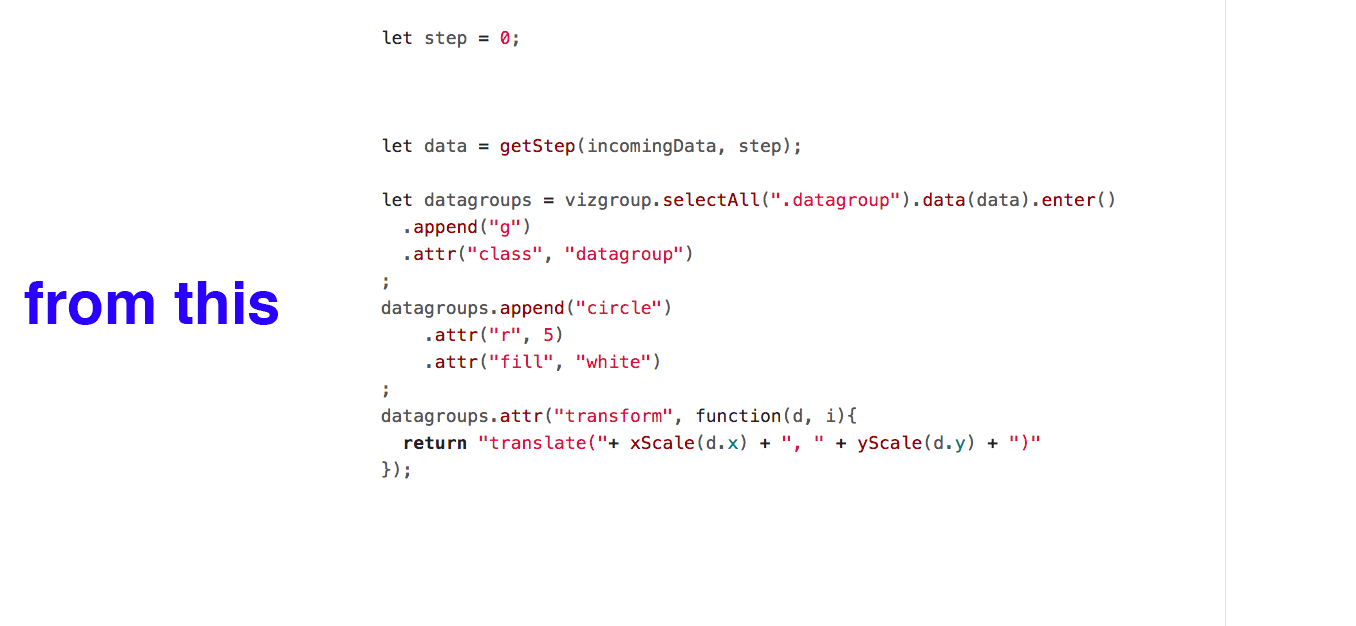 let step = 0;
let data = getStep(incomingData, step);
let datagroups = vizgroup.selectAll(".datagroup").data(data).enter()
  .append("g")
  .attr("class", "datagroup")
;
from this
datagroups.append("circle")
    .attr("r", 5)
    .attr("fill", "white")
;
datagroups.attr("transform", function(d, i){
  return "translate("+ xScale(d.x) + ", " + yScale(d.y) + ")"
});